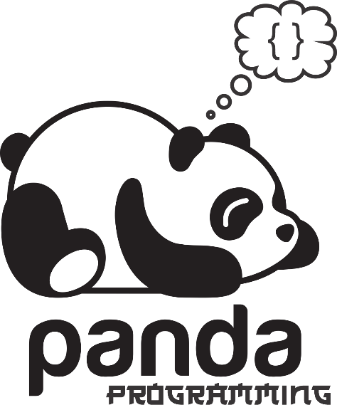 { }
panda
PROGRAMMING